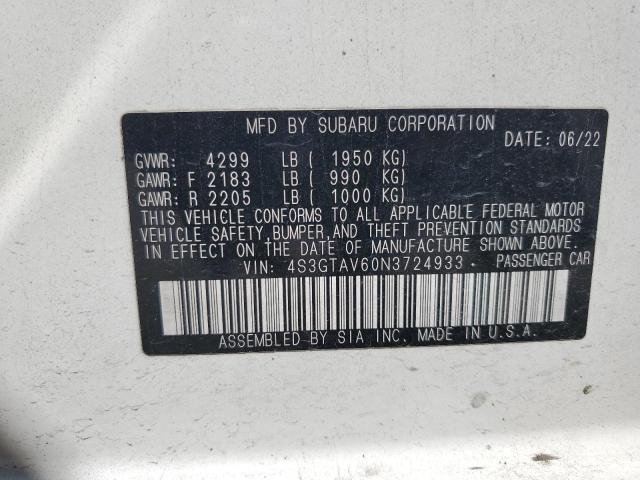 MFD BY SUBARU CORPORATION
DATE: 06/22
GVWR: 4299 LB ( 1950 KG)
GAWR: F 2183 LB ( 990 KG)
GAWR: R 2205 LB ( 1000 KG)
THIS VEHICLE CONFORMS TO ALL APPLICABLE FEDERAL MOTOR
VEHICLE SAFETY, BUMPER, AND THEFT PREVENTION STANDARDS
IN EFFECT ON THE DATE OF MANUFACTURE SHOWN ABOVE.
VIN: 4S3GTAV60N3724933 . PASSENGER CAR
ASSEMBLED BY SIA INC. MADE IN U.S.A.